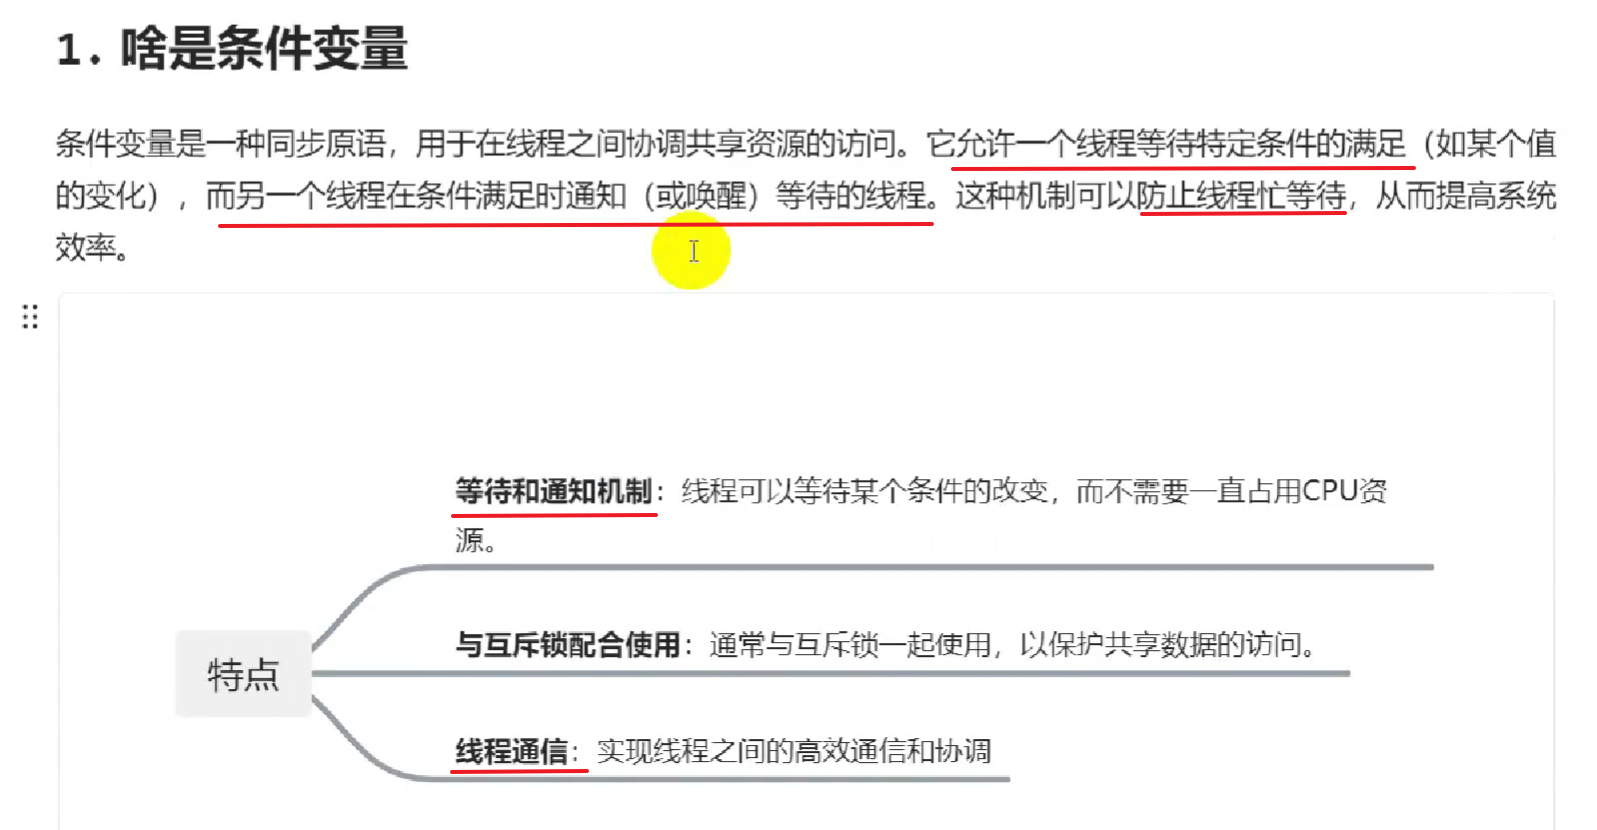 1. 啥是条件变量
条件变量是一种同步原语，用于在线程之间协调共享资源的访问。它允许一个线程等待特定条件的满足（如某个值
的变化），而另一个线程在条件满足时通知（或唤醒）等待的线程。这种机制可以防止线程忙等待，从而提高系统
效率。
等待和通知机制：线程可以等待某个条件的改变，而不需要一直占用CPU资
源。
与互斥锁配合使用：通常与互斥锁一起使用，以保护共享数据的访问。
特点
线程通信：实现线程之间的高效通信和协调